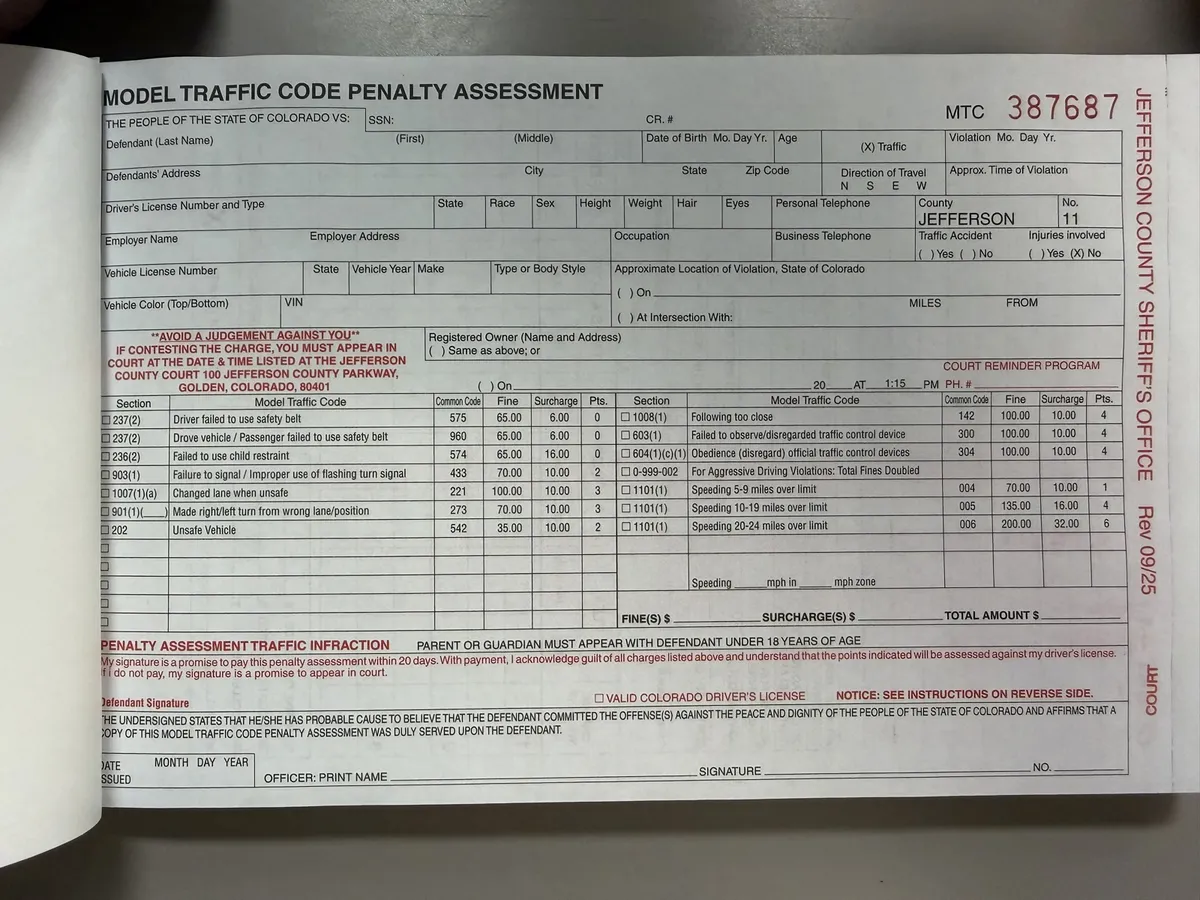 MODEL TRAFFIC CODE PENALTY ASSESSMENT
MTC 387687
THE PEOPLE OF THE STATE OF COLORADO VS: SSN: CR. #
Defendant (Last Name) (First) (Middle) Date of Birth Mo. Day Yr. Age (X) Traffic Violation Mo. Day Yr.
Defendants' Address City State Zip Code Direction of Travel Approx. Time of Violation
N S E W
Driver's License Number and Type State Race Sex Height Weight Hair Eyes Personal Telephone County No.
JEFFERSON 11
Employer Name Employer Address Occupation Business Telephone Traffic Accident Injuries involved
( ) Yes ( ) No ( ) Yes (X) No
Vehicle License Number State Vehicle Year Make Type or Body Style Approximate Location of Violation, State of Colorado
( ) On
Vehicle Color (Top/Bottom) VIN MILES FROM
( ) At Intersection With:
**AVOID A JUDGEMENT AGAINST YOU**
IF CONTESTING THE CHARGE, YOU MUST APPEAR IN
COURT AT THE DATE & TIME LISTED AT THE JEFFERSON
COUNTY COURT 100 JEFFERSON COUNTY PARKWAY,
GOLDEN, COLORADO, 80401
Registered Owner (Name and Address)
( ) Same as above; or
COURT REMINDER PROGRAM
( ) On 20 AT 1:15 PM PH. #
Section Model Traffic Code Common Code Fine Surcharge Pts. Section Model Traffic Code Common Code Fine Surcharge Pts.
237(2) Driver failed to use safety belt 575 65.00 6.00 0 1008(1) Following too close 142 100.00 10.00 4
237(2) Drove vehicle / Passenger failed to use safety belt 960 65.00 6.00 0 603(1) Failed to observe/disregarded traffic control device 300 100.00 10.00 4
236(2) Failed to use child restraint 574 65.00 16.00 0 604(1)(c)(1) Obedience (disregard) official traffic control devices 304 100.00 10.00 4
903(1) Failure to signal / Improper use of flashing turn signal 433 70.00 10.00 2 0-999-002 For Aggressive Driving Violations: Total Fines Doubled
1007(1)(a) Changed lane when unsafe 221 100.00 10.00 3 1101(1) Speeding 5-9 miles over limit 004 70.00 10.00 1
901(1)(____) Made right/left turn from wrong lane/position 273 70.00 10.00 3 1101(1) Speeding 10-19 miles over limit 005 135.00 16.00 4
202 Unsafe Vehicle 542 35.00 10.00 2 1101(1) Speeding 20-24 miles over limit 006 200.00 32.00 6
Speeding _____mph in _____ mph zone
FINE(S) $ SURCHARGE(S) $ TOTAL AMOUNT $
PENALTY ASSESSMENT TRAFFIC INFRACTION PARENT OR GUARDIAN MUST APPEAR WITH DEFENDANT UNDER 18 YEARS OF AGE
My signature is a promise to pay this penalty assessment within 20 days. With payment, I acknowledge guilt of all charges listed above and understand that the points indicated will be assessed against my driver's license.
If i do not pay, my signature is a promise to appear in court.
Defendant Signature VALID COLORADO DRIVER'S LICENSE NOTICE: SEE INSTRUCTIONS ON REVERSE SIDE.
THE UNDERSIGNED STATES THAT HE/SHE HAS PROBABLE CAUSE TO BELIEVE THAT THE DEFENDANT COMMITTED THE OFFENSE(S) AGAINST THE PEACE AND DIGNITY OF THE PEOPLE OF THE STATE OF COLORADO AND AFFIRMS THAT A
COPY OF THIS MODEL TRAFFIC CODE PENALTY ASSESSMENT WAS DULY SERVED UPON THE DEFENDANT.
DATE ISSUED MONTH DAY YEAR
OFFICER: PRINT NAME SIGNATURE NO.
JEFFERSON COUNTY SHERIFF'S OFFICE Rev 09/25
COURT